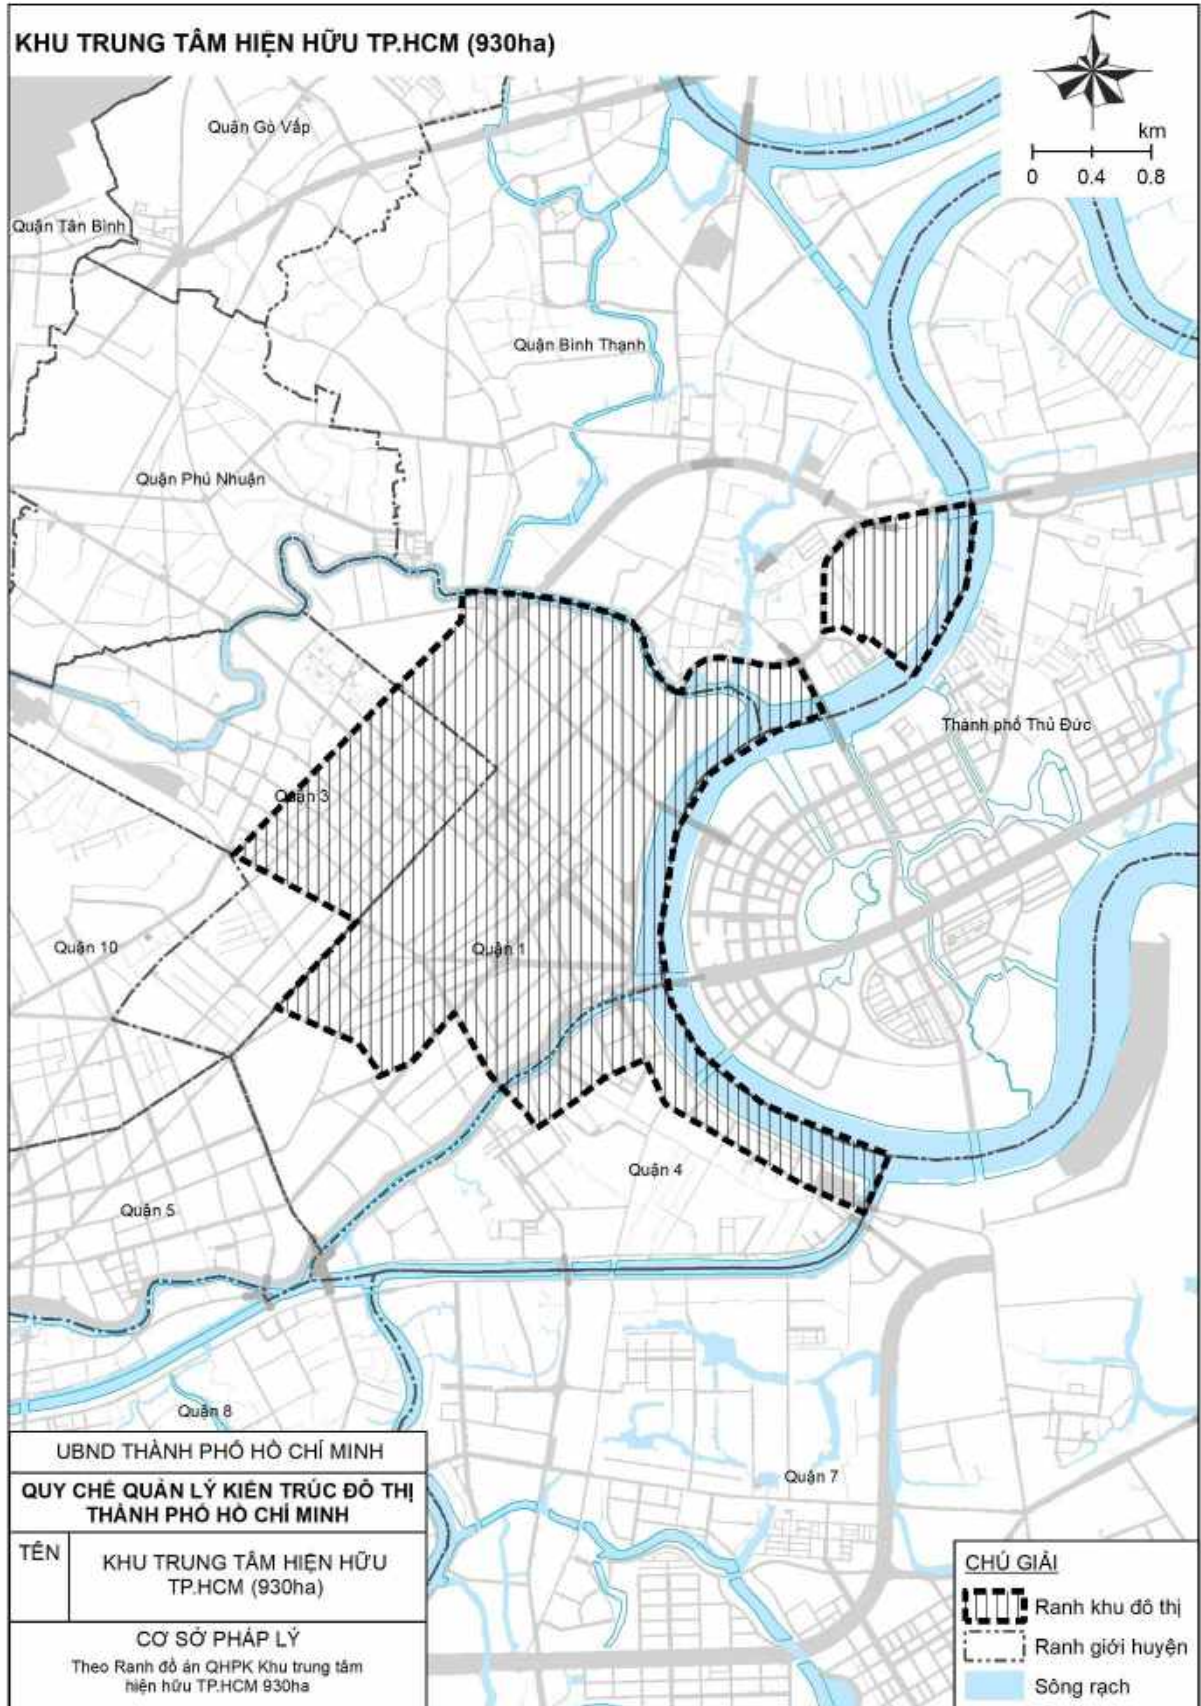 KHU TRUNG TÂM HIỆN HỮU TP.HCM (930ha)
km
0 0.4 0.8
Quận Gò Vấp
Quận Tân Bình
Quận Bình Thạnh
Quận Phú Nhuận
Thành phố Thủ Đức
Quận 3
Quận 10
Quận 1
Quận 4
Quận 5
Quận 8
Quận 7
UBND THÀNH PHỐ HỒ CHÍ MINH
QUY CHẾ QUẢN LÝ KIẾN TRÚC ĐÔ THỊ
THÀNH PHỐ HỒ CHÍ MINH
TÊN
KHU TRUNG TÂM HIỆN HỮU
TP.HCM (930ha)
CƠ SỞ PHÁP LÝ
Theo Ranh đồ án QHPK Khu trung tâm
hiện hữu TP.HCM 930ha
CHÚ GIẢI
Ranh khu đô thị
Ranh giới huyện
Sông rạch